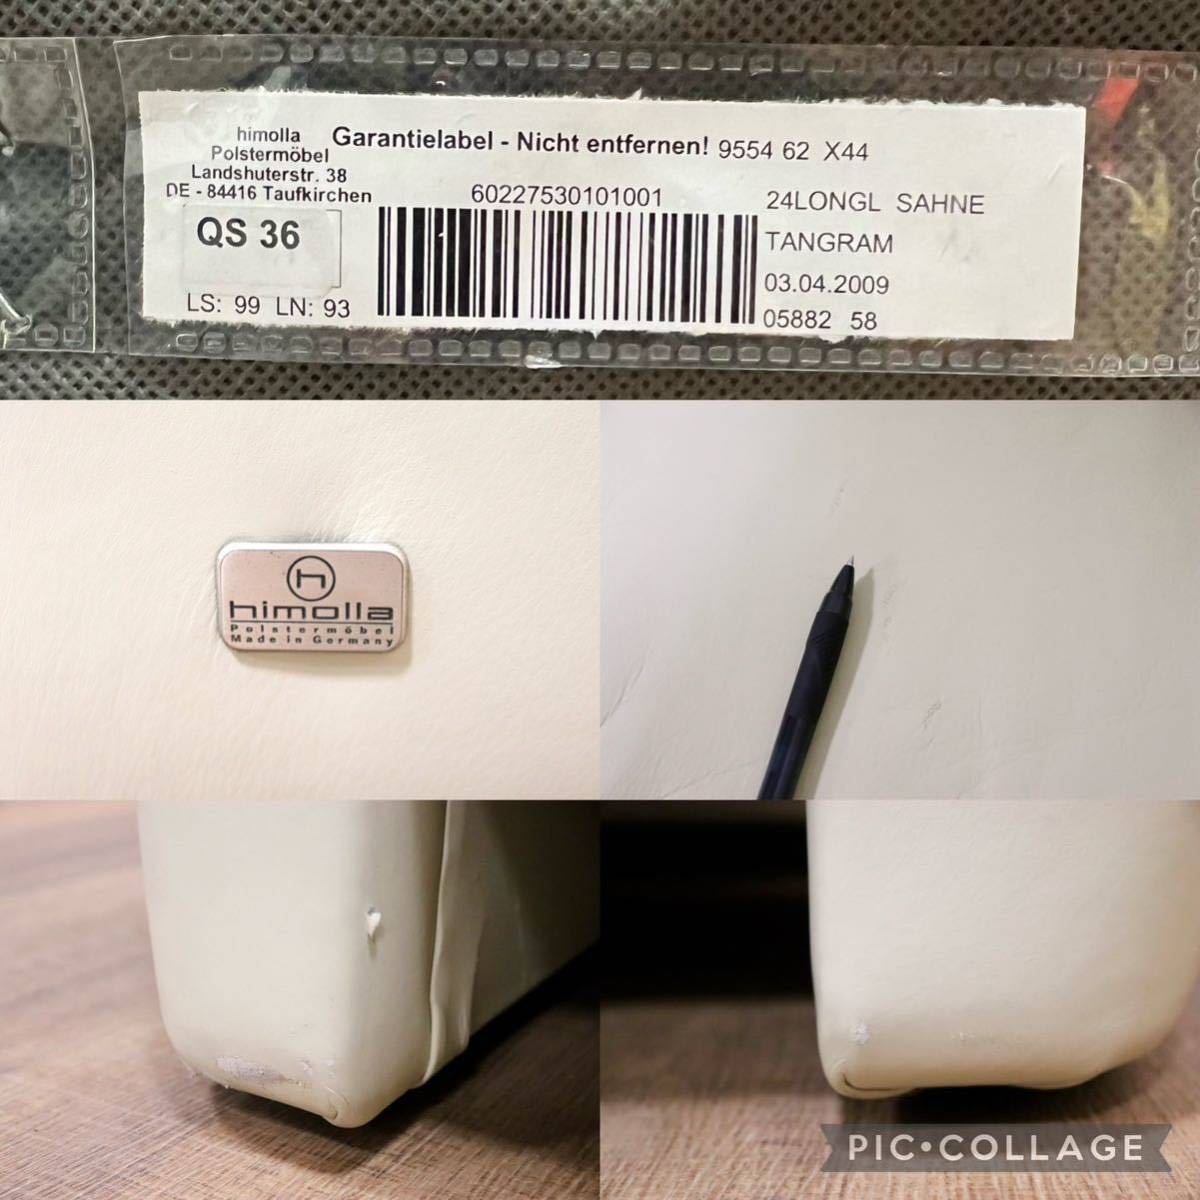 himolla
Polstermöbel
Landshuterstr. 38
DE - 84416 Taufkirchen
Garantielabel - Nicht entfernen! 9554 62 X44
60227530101001
24LONGL SAHNE
TANGRAM
03.04.2009
05882 58
QS 36
LS: 99 LN: 93
h
himolla
Polstermöbel
Made in Germany
PIC•COLLAGE